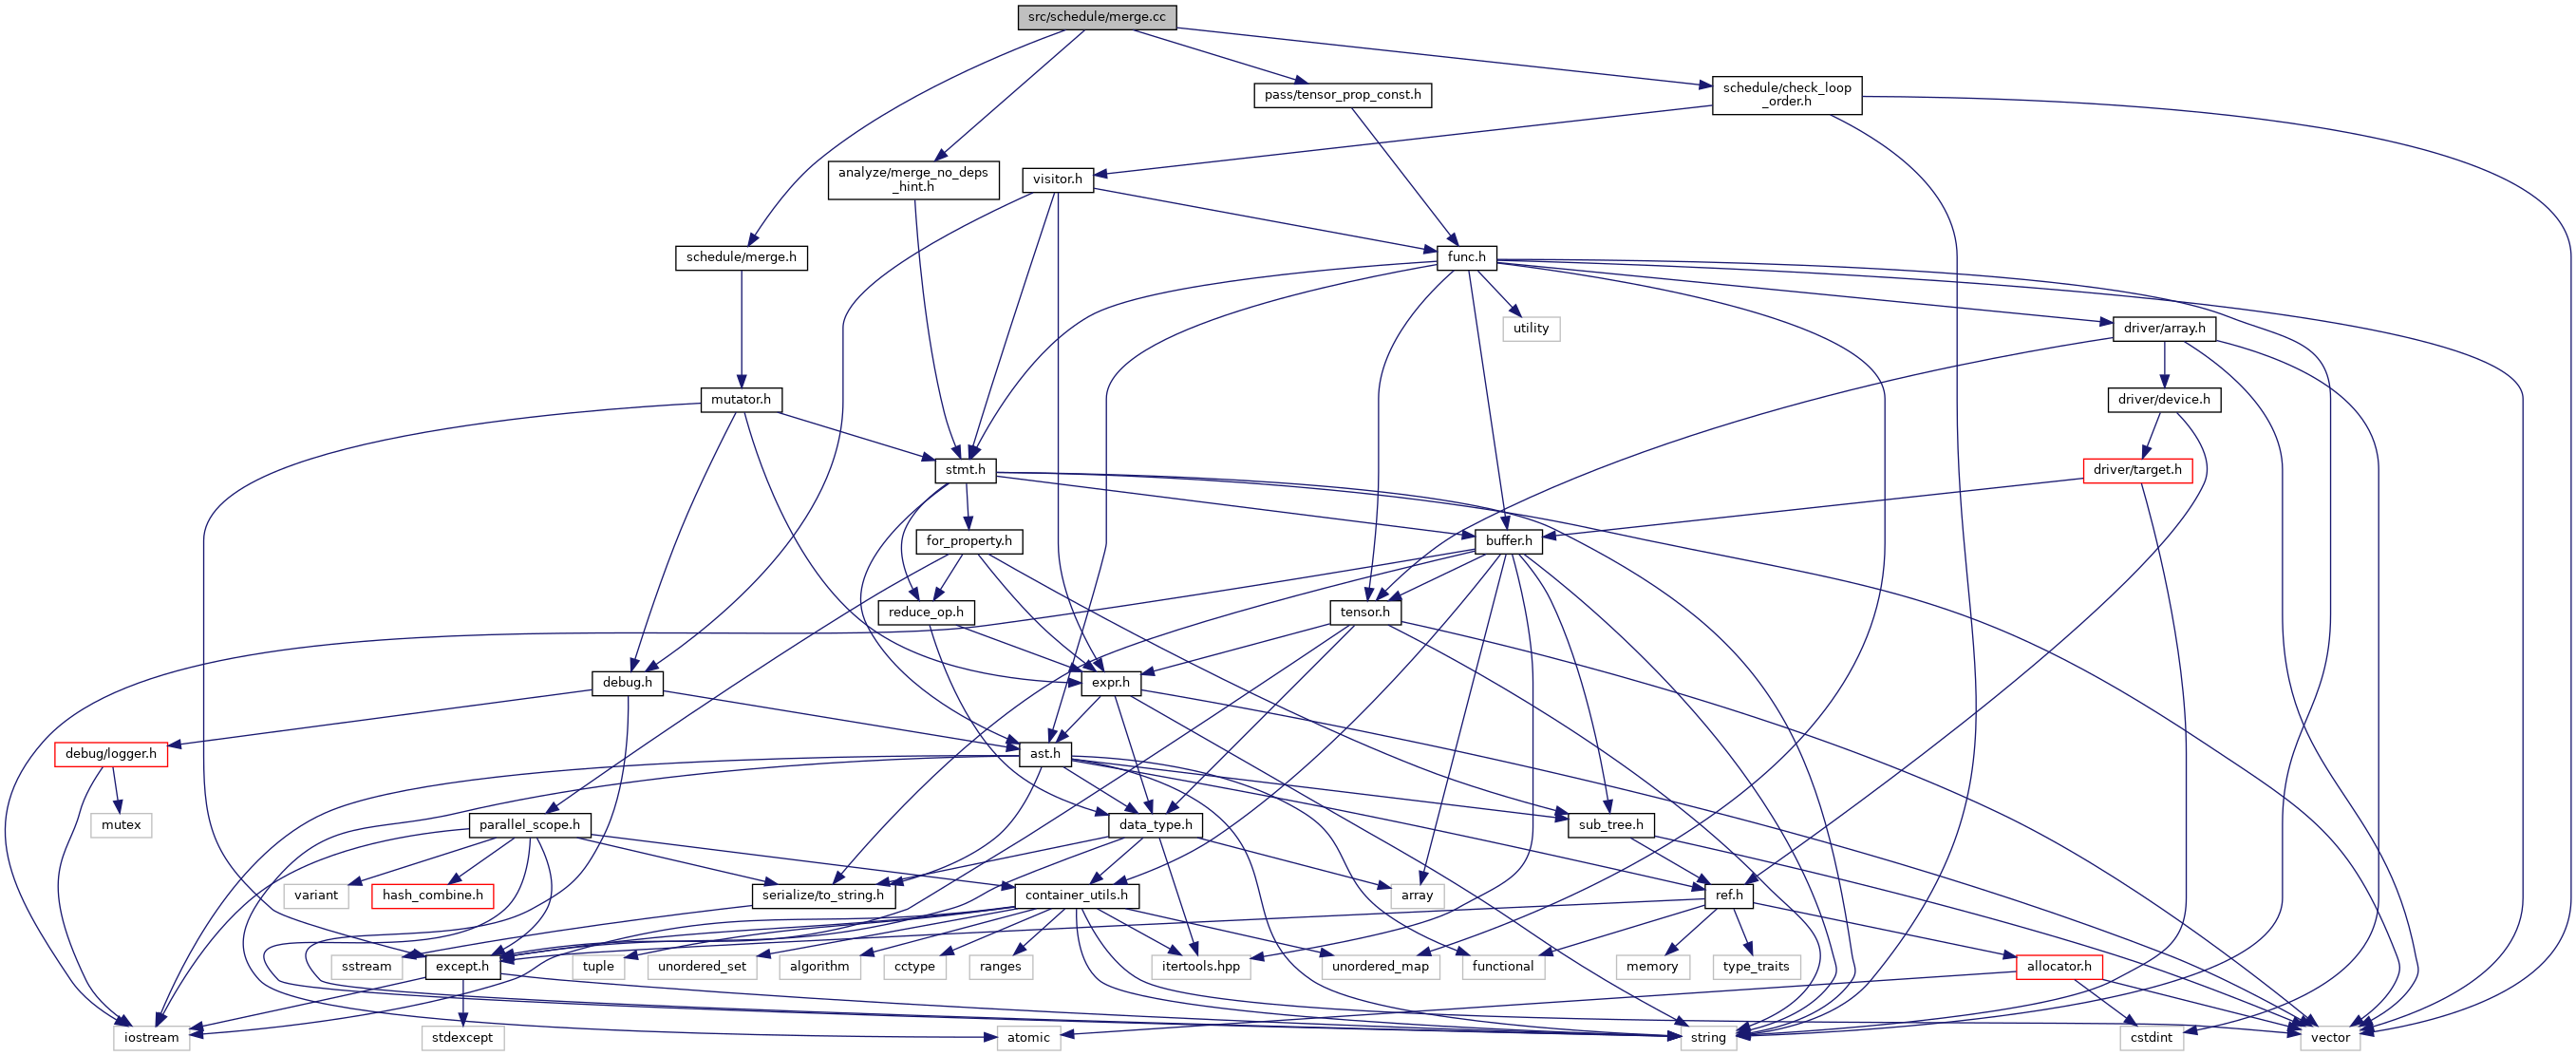 src/schedule/merge.cc
schedule/check_loop
_order.h
pass/tensor_prop_const.h
analyze/merge_no_deps
_hint.h
visitor.h
schedule/merge.h
func.h
utility
driver/array.h
mutator.h
driver/device.h
stmt.h
driver/target.h
for_property.h
buffer.h
reduce_op.h
tensor.h
debug.h
expr.h
debug/logger.h
ast.h
mutex
parallel_scope.h
data_type.h
sub_tree.h
variant
hash_combine.h
serialize/to_string.h
container_utils.h
array
ref.h
sstream
except.h
tuple
unordered_set
algorithm
cctype
ranges
itertools.hpp
unordered_map
functional
memory
type_traits
allocator.h
iostream
stdexcept
atomic
string
cstdint
vector